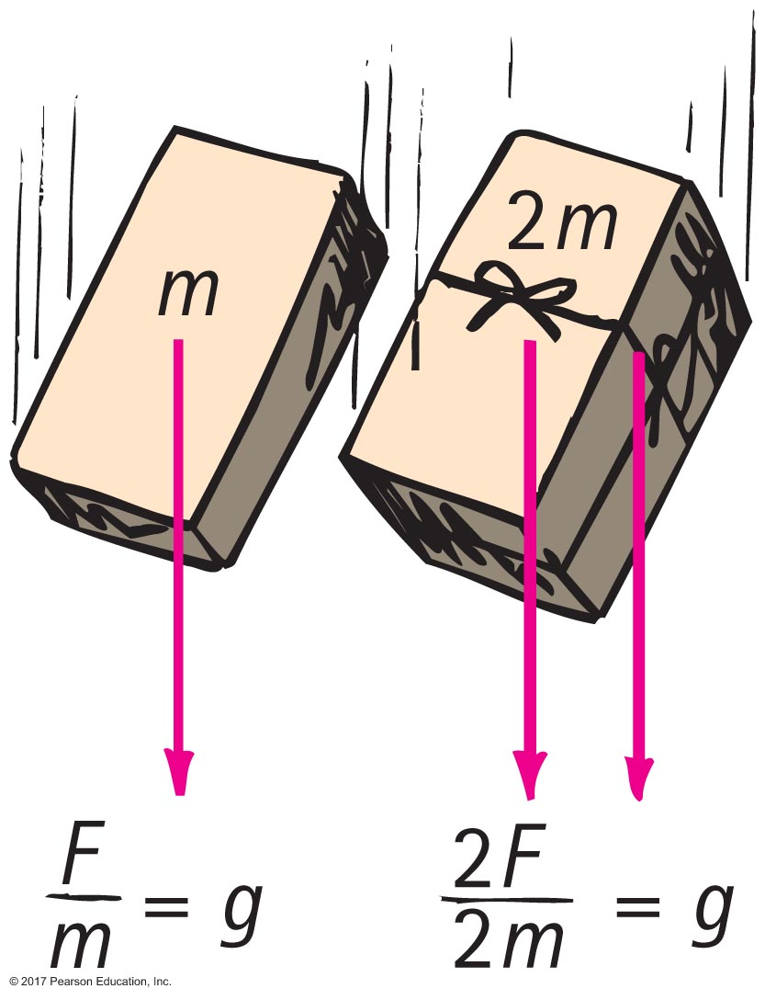 m
2m
F/m = g
2F/2m = g
© 2017 Pearson Education, Inc.